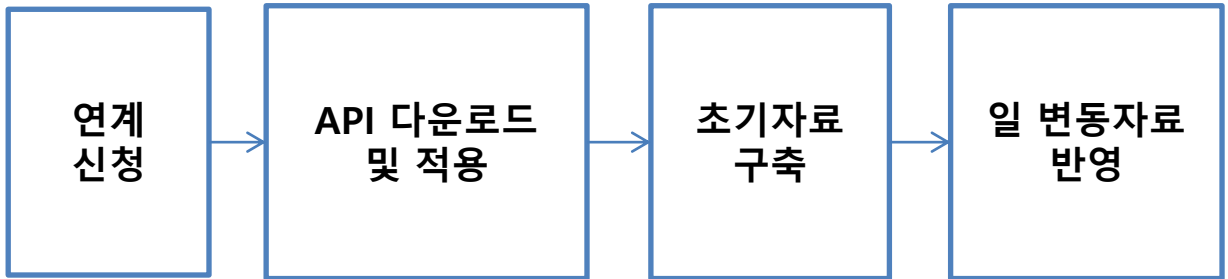 연계
신청
API 다운로드
및 적용
초기자료
구축
일 변동자료
반영